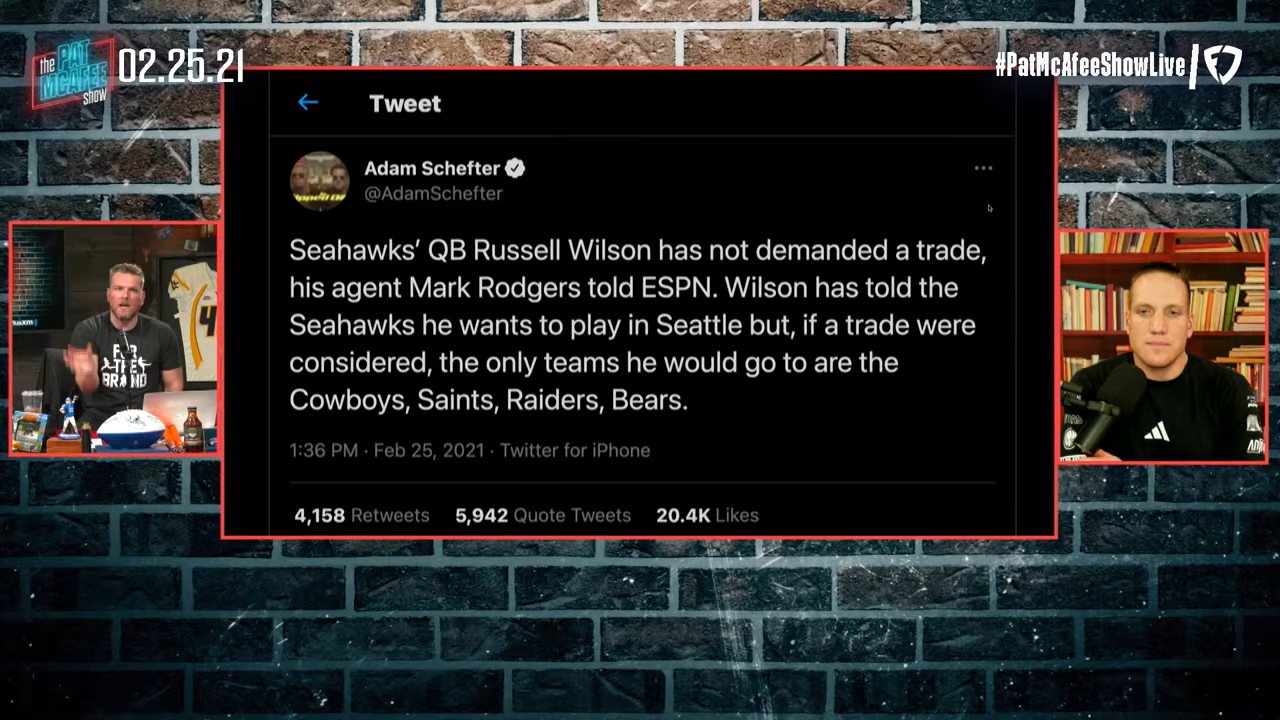 the PAT MCAFEE show
02.25.21
#PatMcAfeeShowLive
Tweet
Adam Schefter
@AdamSchefter
Seahawks’ QB Russell Wilson has not demanded a trade,
his agent Mark Rodgers told ESPN. Wilson has told the
Seahawks he wants to play in Seattle but, if a trade were
considered, the only teams he would go to are the
Cowboys, Saints, Raiders, Bears.
1:36 PM · Feb 25, 2021 · Twitter for iPhone
4,158 Retweets 5,942 Quote Tweets 20.4K Likes
FOR
THE
BRAND
4